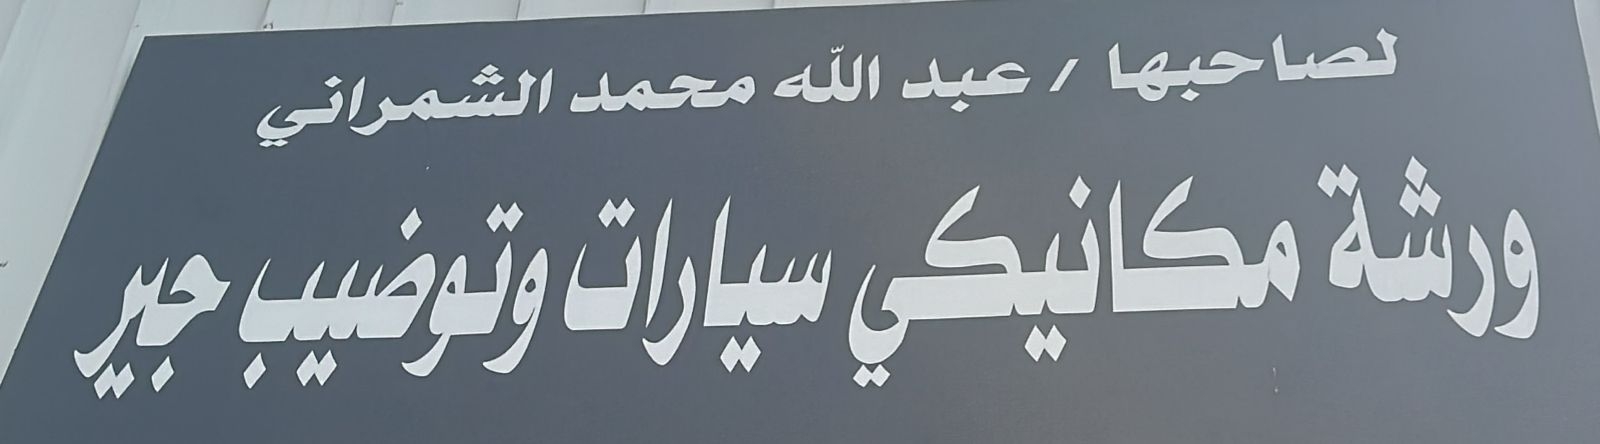 لصاحبها / عبد الله محمد الشمراني
ورشة مكانيكي سيارات وتوضيب جير